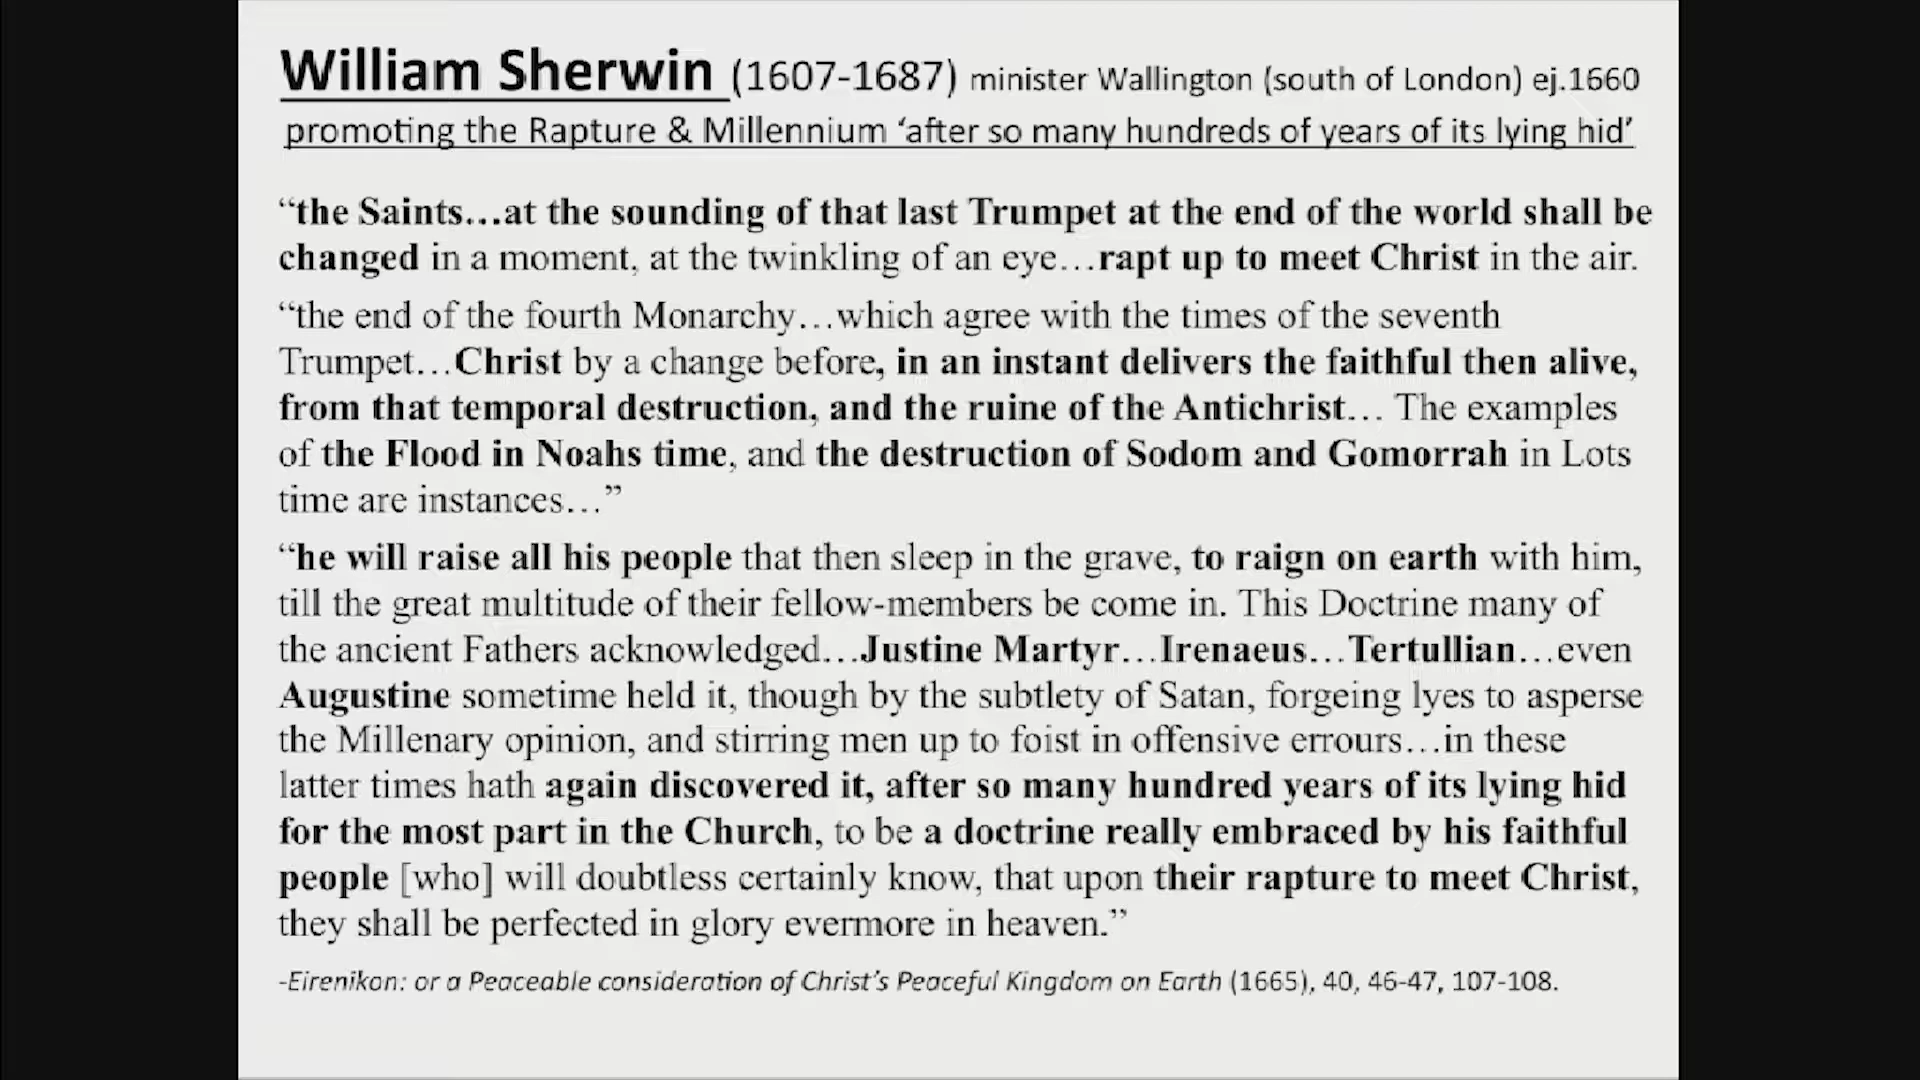 William Sherwin (1607-1687) minister Wallington (south of London) ej.1660
promoting the Rapture & Millennium ‘after so many hundreds of years of its lying hid’
“the Saints…at the sounding of that last Trumpet at the end of the world shall be
changed in a moment, at the twinkling of an eye…rapt up to meet Christ in the air.
“the end of the fourth Monarchy…which agree with the times of the seventh
Trumpet…Christ by a change before, in an instant delivers the faithful then alive,
from that temporal destruction, and the ruine of the Antichrist… The examples
of the Flood in Noahs time, and the destruction of Sodom and Gomorrah in Lots
time are instances…”
“he will raise all his people that then sleep in the grave, to raign on earth with him,
till the great multitude of their fellow-members be come in. This Doctrine many of
the ancient Fathers acknowledged…Justine Martyr…Irenaeus…Tertullian…even
Augustine sometime held it, though by the subtlety of Satan, forgeing lyes to asperse
the Millenary opinion, and stirring men up to foist in offensive errours…in these
latter times hath again discovered it, after so many hundred years of its lying hid
for the most part in the Church, to be a doctrine really embraced by his faithful
people [who] will doubtless certainly know, that upon their rapture to meet Christ,
they shall be perfected in glory evermore in heaven.”
-Eirenikon: or a Peaceable consideration of Christ’s Peaceful Kingdom on Earth (1665), 40, 46-47, 107-108.